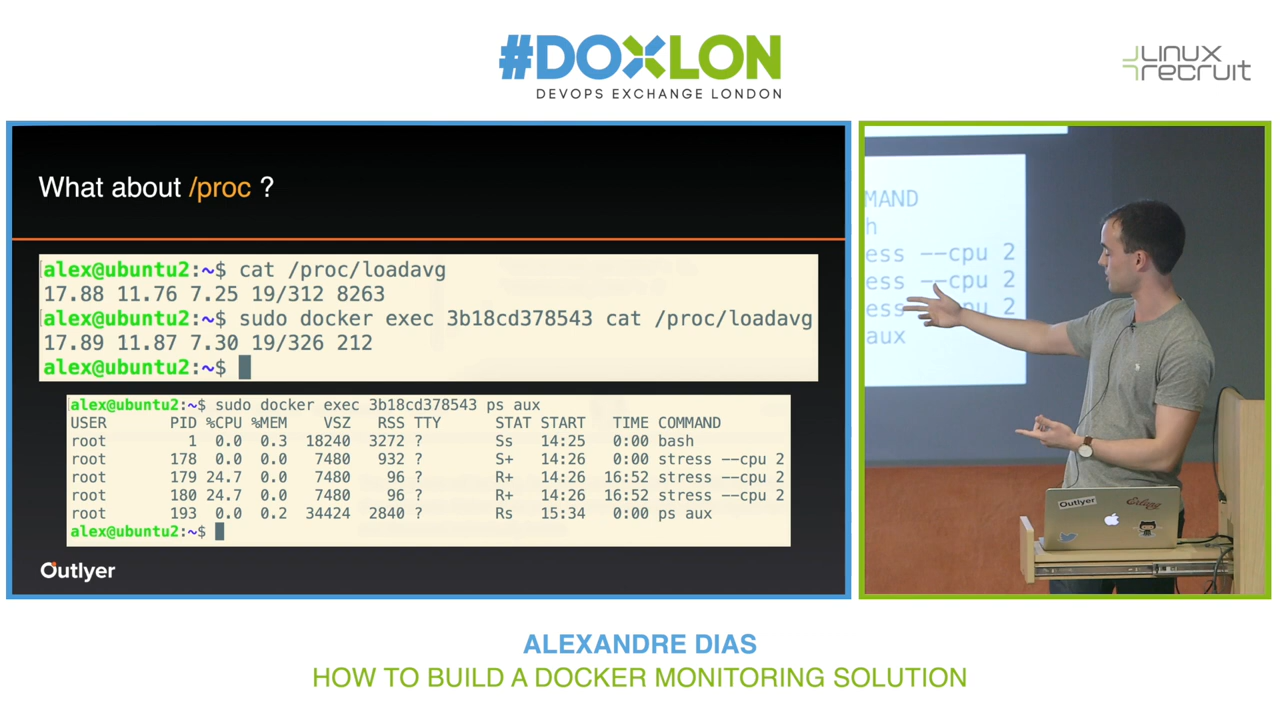 #DOXLON
DEVOPS EXCHANGE LONDON
Linux
recruit
What about /proc ?
alex@ubuntu2:~$ cat /proc/loadavg
17.88 11.76 7.25 19/312 8263
alex@ubuntu2:~$ sudo docker exec 3b18cd378543 cat /proc/loadavg
17.89 11.87 7.30 19/326 212
alex@ubuntu2:~$
alex@ubuntu2:~$ sudo docker exec 3b18cd378543 ps aux
USER PID %CPU %MEM VSZ RSS TTY STAT START TIME COMMAND
root 1 0.0 0.3 18240 3272 ? Ss 14:25 0:00 bash
root 178 0.0 0.0 7480 932 ? S+ 14:26 0:00 stress --cpu 2
root 179 24.7 0.0 7480 96 ? R+ 14:26 16:52 stress --cpu 2
root 180 24.7 0.0 7480 96 ? R+ 14:26 16:52 stress --cpu 2
root 193 0.0 0.2 34424 2840 ? Rs 15:34 0:00 ps aux
alex@ubuntu2:~$
Outlyer
MAND
h
ess --cpu 2
ess --cpu 2
ess --cpu 2
aux
Outlyer
Erlang
ALEXANDRE DIAS
HOW TO BUILD A DOCKER MONITORING SOLUTION